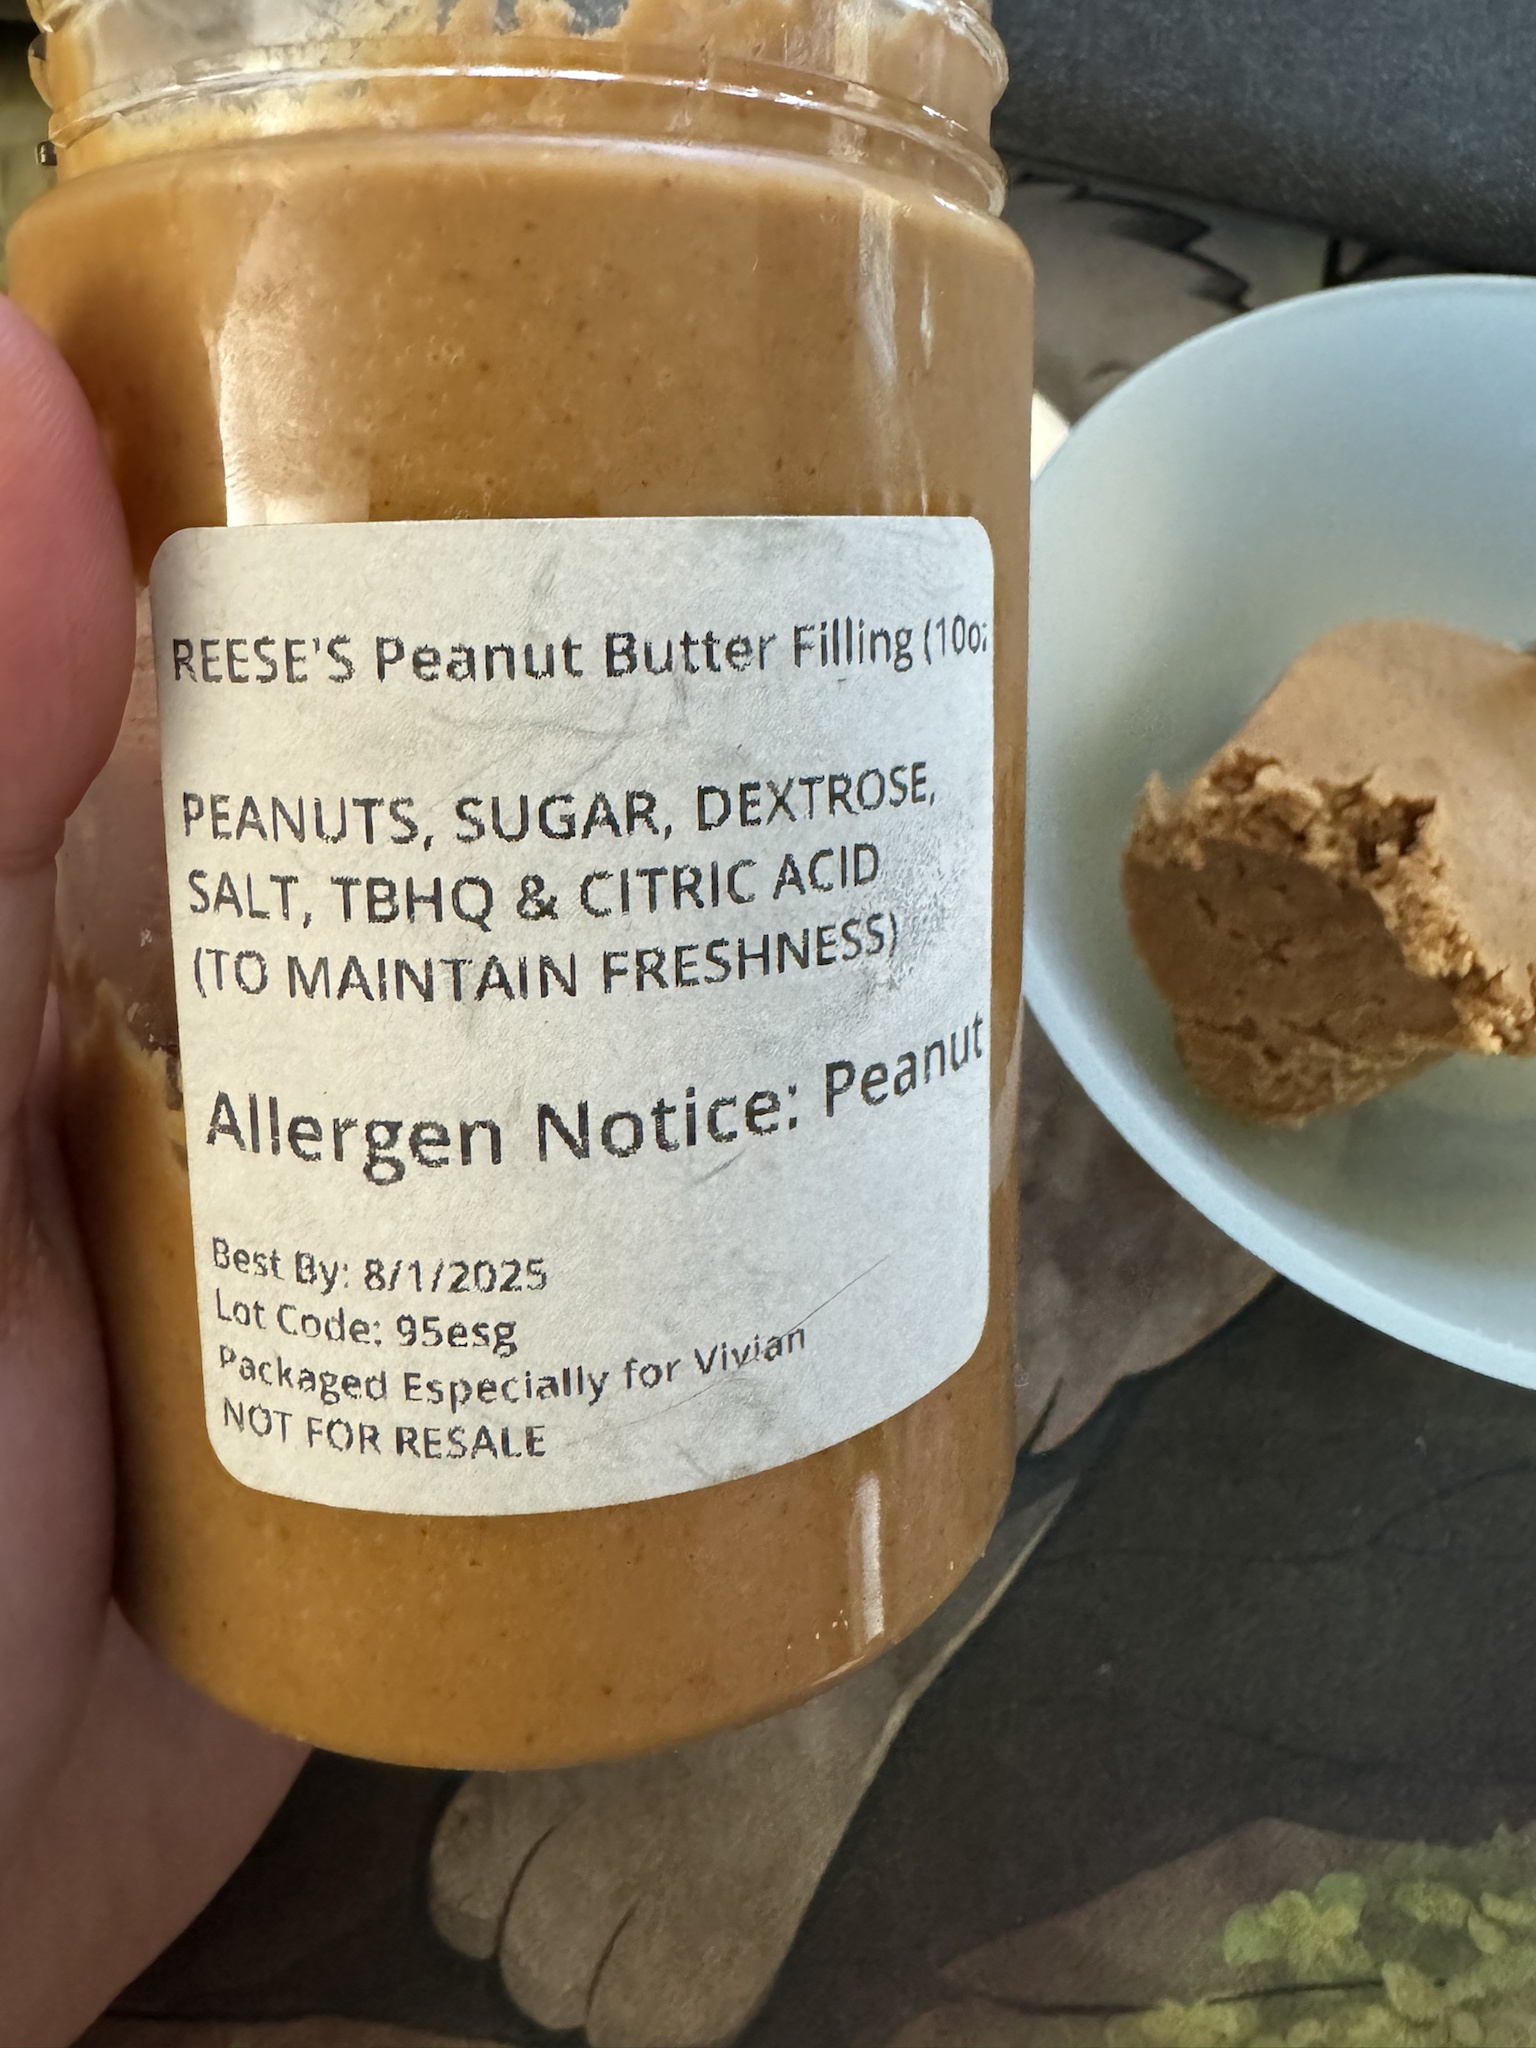 REESE'S Peanut Butter Filling (10oz
PEANUTS, SUGAR, DEXTROSE,
SALT, TBHQ & CITRIC ACID
(TO MAINTAIN FRESHNESS)
Allergen Notice: Peanut
Best By: 8/1/2025
Lot Code: 95esg
Packaged Especially for Vivian
NOT FOR RESALE